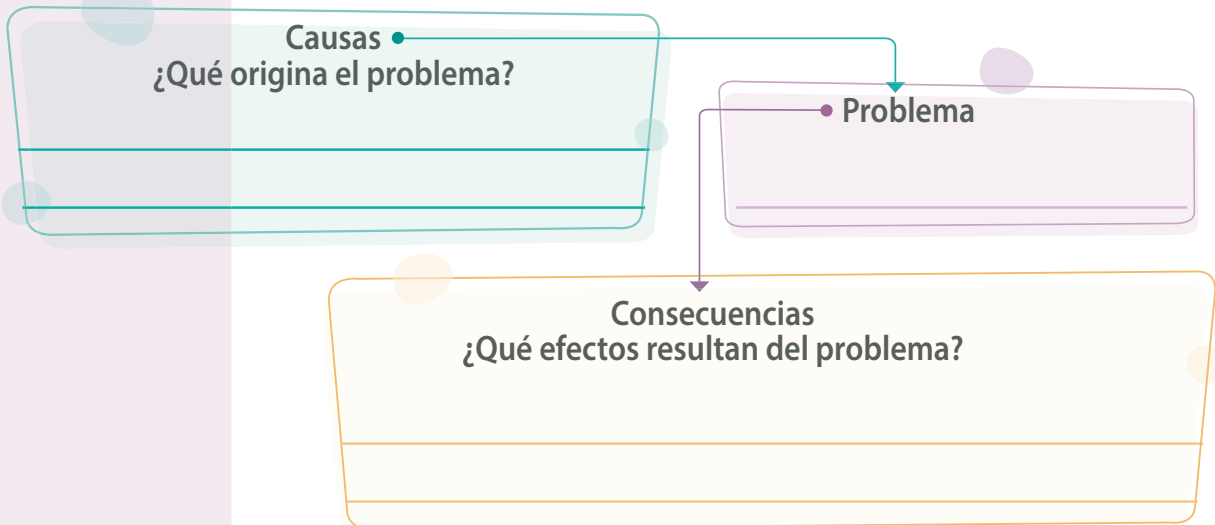 Causas
¿Qué origina el problema?
Problema
Consecuencias
¿Qué efectos resultan del problema?